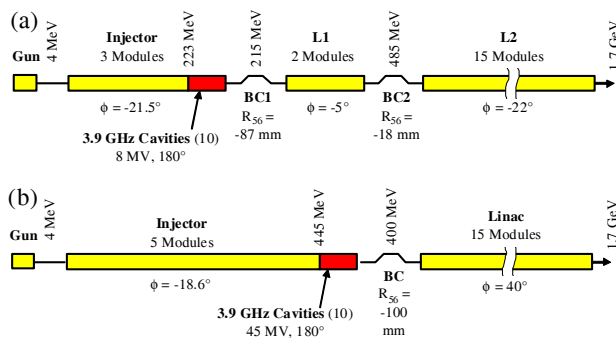 (a)
Gun
4 MeV
Injector
3 Modules
223 MeV
215 MeV
L1
2 Modules
485 MeV
L2
15 Modules
1.7 GeV
ϕ = -21.5°
3.9 GHz Cavities (10)
8 MV, 180°
BC1
R56 =
-87 mm
ϕ = -5°
BC2
R56 =
-18 mm
ϕ = -22°
(b)
Gun
4 MeV
Injector
5 Modules
445 MeV
400 MeV
Linac
15 Modules
1.7 GeV
ϕ = -18.6°
3.9 GHz Cavities (10)
45 MV, 180°
BC
R56 =
-100
mm
ϕ = 40°